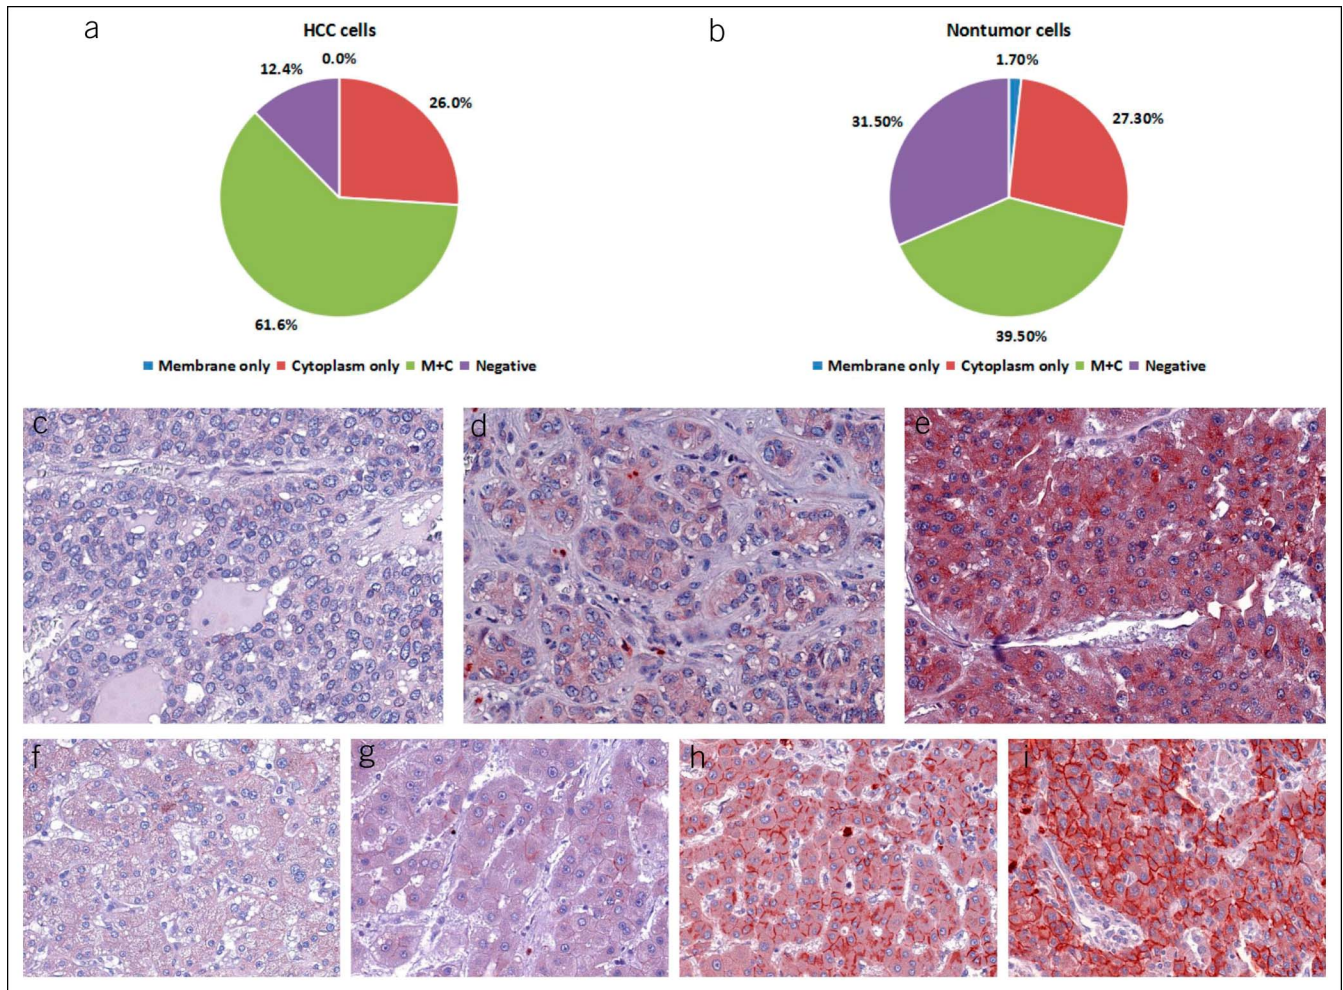 a
HCC cells
0.0%
12.4%
26.0%
61.6%
Membrane only Cytoplasm only M+C Negative
b
Nontumor cells
1.70%
31.50%
27.30%
39.50%
Membrane only Cytoplasm only M+C Negative
c
d
e
f
g
h
i